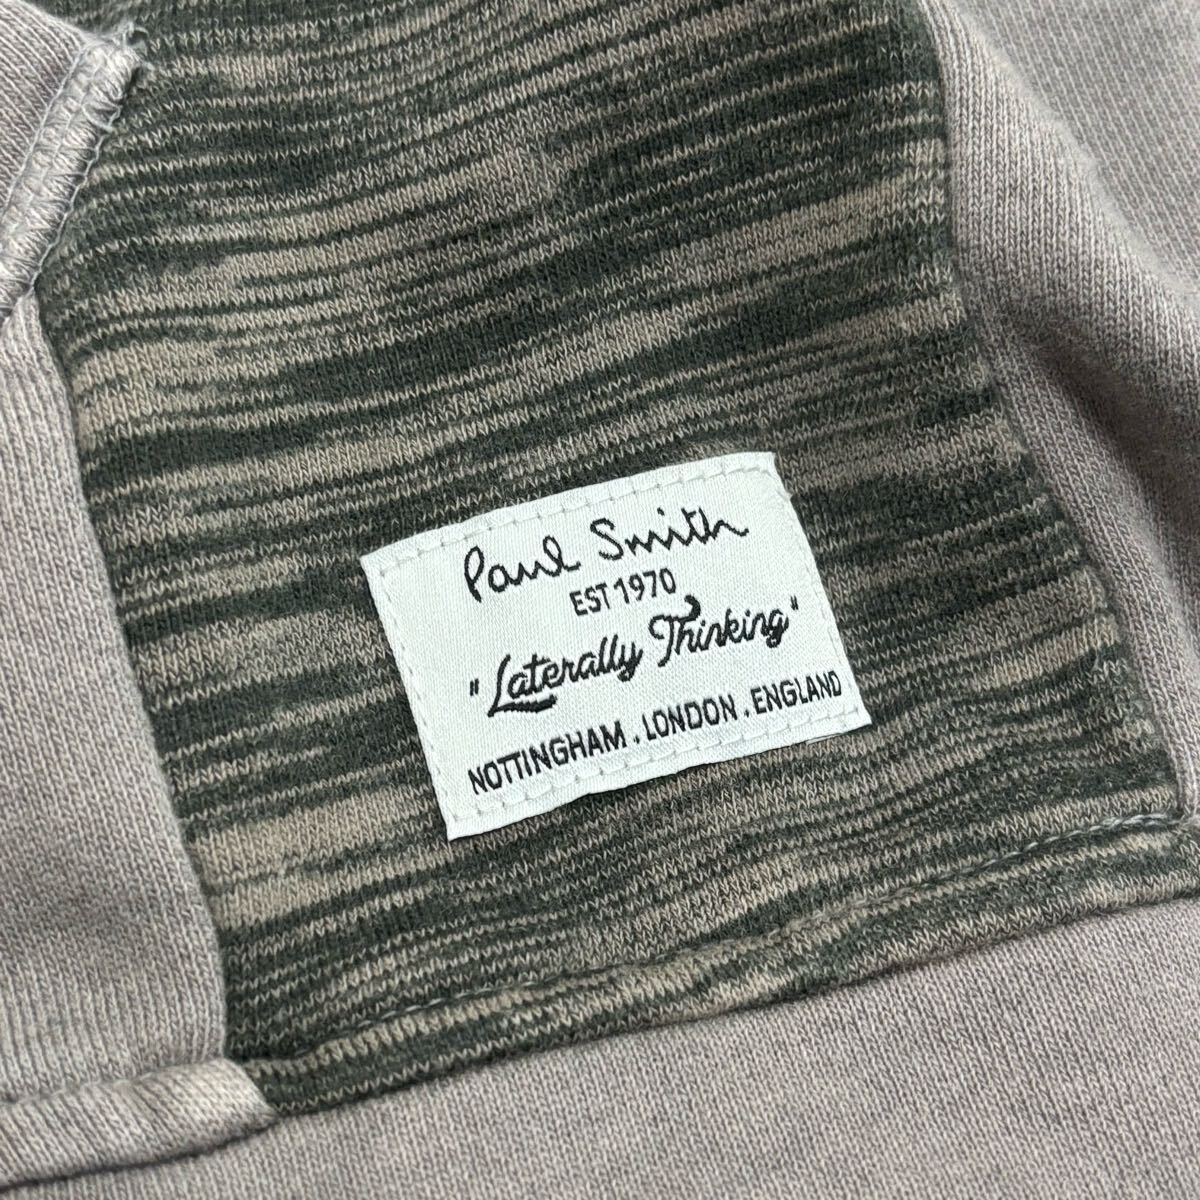 Paul Smith
EST 1970
"Laterally Thinking"
NOTTINGHAM . LONDON . ENGLAND